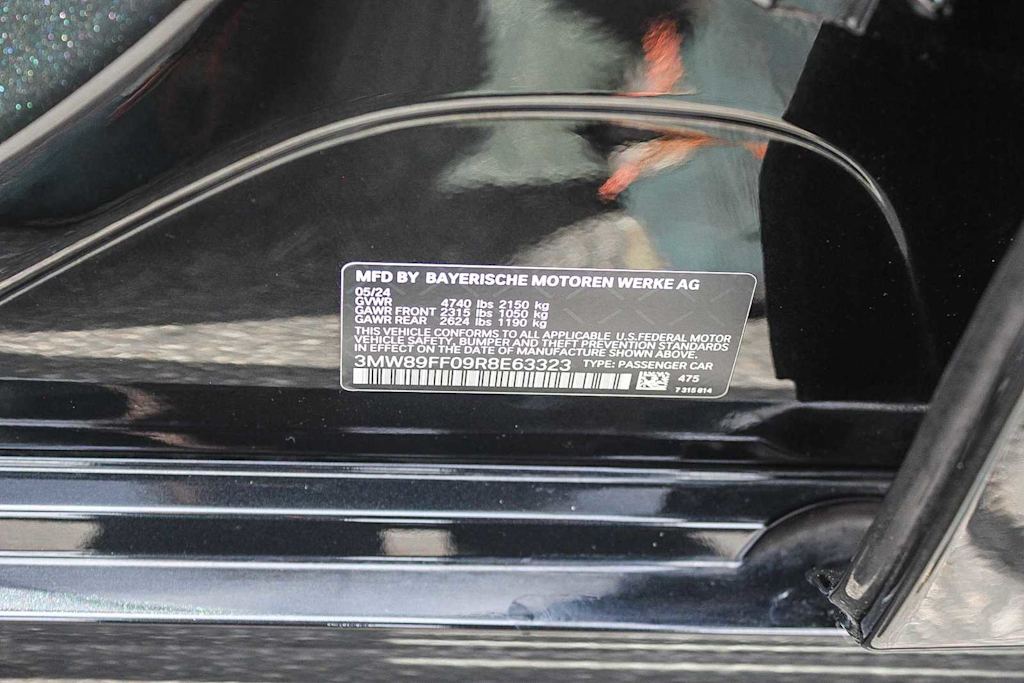 MFD BY BAYERISCHE MOTOREN WERKE AG
05/24
GVWR 4740 lbs 2150 kg
GAWR FRONT 2315 lbs 1050 kg
GAWR REAR 2624 lbs 1190 kg
THIS VEHICLE CONFORMS TO ALL APPLICABLE U.S.FEDERAL MOTOR
VEHICLE SAFETY, BUMPER AND THEFT PREVENTION STANDARDS
IN EFFECT ON THE DATE OF MANUFACTURE SHOWN ABOVE.
3MW89FF09R8E63323 TYPE: PASSENGER CAR
475
7 315 814